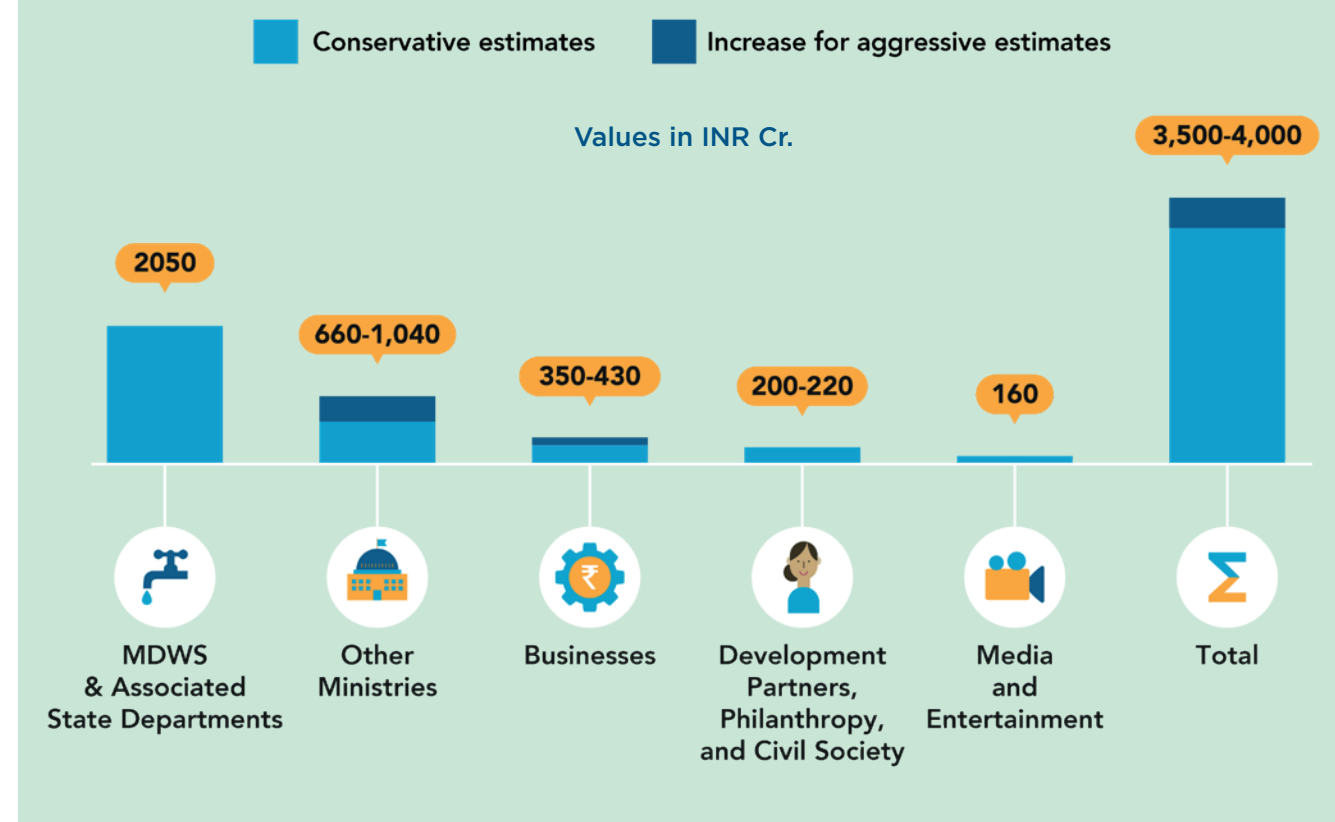 Conservative estimates
Increase for aggressive estimates
Values in INR Cr.
3,500-4,000
2050
660-1,040
350-430
200-220
160
₹
Σ
MDWS
& Associated
State Departments
Other
Ministries
Businesses
Development
Partners,
Philanthropy,
and Civil Society
Media
and
Entertainment
Total